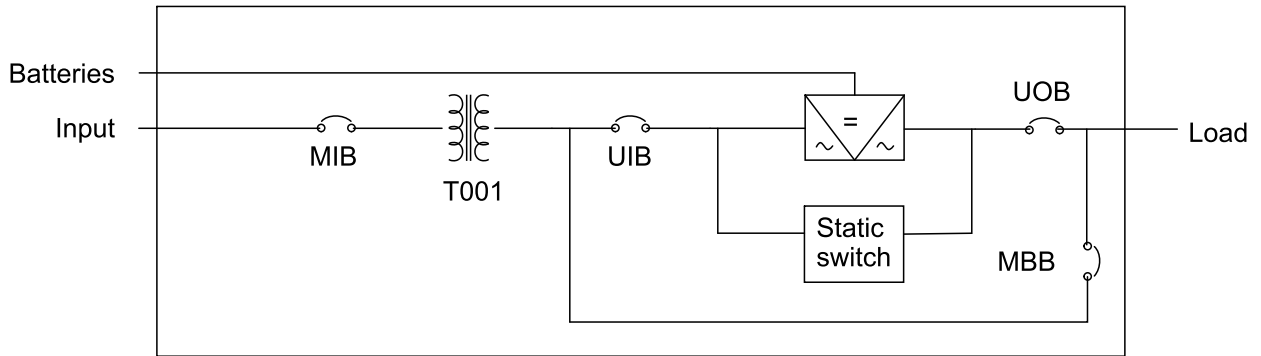 Batteries
Input
MIB
T001
UIB
=
~ ~
Static
switch
UOB
MBB
Load